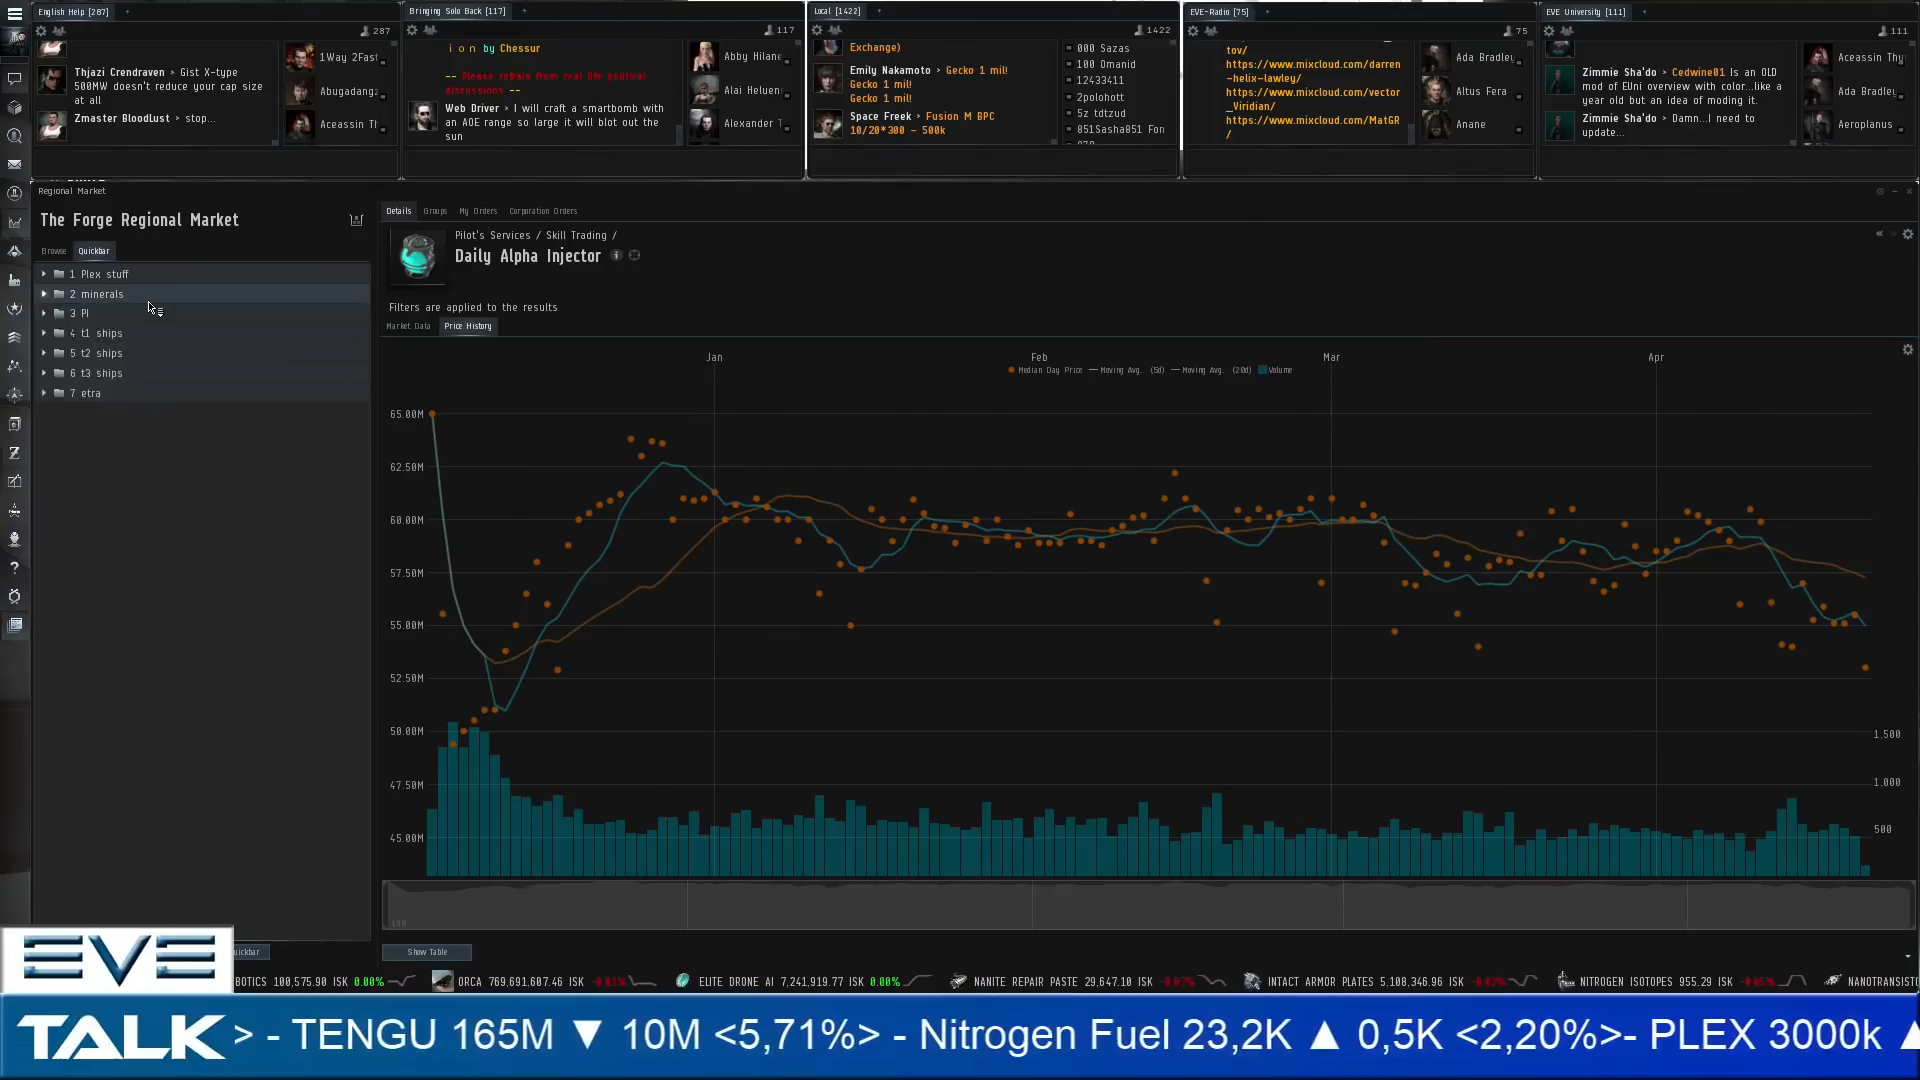 English Help [287]
287
Thjazi Crendraven > Gist X-type
500MW doesn't reduce your cap size
at all
Zmaster BloodLust > stop...
1Way 2Fast
Abugadangz
Aceassin Th
Bringing Solo Back [117]
117
i o n by Chessur
-- Please refrain from real life political
discussions --
Web Driver > I will craft a smartbomb with
an AOE range so large it will blot out the
sun
Abby Hilane
Alai Heluen
Alexander T
Local [1422]
1422
Exchange)
Emily Nakamoto > Gecko 1 mil!
Gecko 1 mil!
Gecko 1 mil!
Space Freek > Fusion M BPC
10/20*300 - 500k
000 Sazas
100 Omanid
12433411
2polohott
5z tdtzud
851Sasha851 Fon
EVE-Radio [75]
75
tov/
https://www.mixcloud.com/darren
-helix-lawley/
https://www.mixcloud.com/vector
_Viridian/
https://www.mixcloud.com/MatGR
/
Ada Bradley
Altus Fera
Anane
EVE University [111]
111
Zimmie Sha'do > Cedwine01 Is an OLD
mod of EUni overview with color...like a
year old but an idea of moding it.
Zimmie Sha'do > Damn...I need to
update...
Aceassin Thy
Ada Bradley
Aeroplanus
Regional Market
The Forge Regional Market
Browse
Quickbar
1 Plex stuff
2 minerals
3 PI
4 t1 ships
5 t2 ships
6 t3 ships
7 etra
Details
Groups
My Orders
Corporation Orders
Pilot's Services / Skill Trading /
Daily Alpha Injector
Filters are applied to the results
Market Data
Price History
Jan
Feb
Mar
Apr
Median Day Price
Moving Avg. (5d)
Moving Avg. (20d)
Volume
65.00M
62.50M
60.00M
57.50M
55.00M
52.50M
50.00M
47.50M
45.00M
1,500
1,000
500
uickbar
Show Table
EVE
BOTICS 100,575.90 ISK 0.00%
ORCA 769,691,607.46 ISK
ELITE DRONE AI 7,241,919.77 ISK 0.00%
NANITE REPAIR PASTE 29,647.10 ISK
INTACT ARMOR PLATES 5,108,346.96 ISK
NITROGEN ISOTOPES 955.29 ISK
NANOTRANSIST
TALK
> - TENGU 165M ▼ 10M <5,71%> - Nitrogen Fuel 23,2K ▲ 0,5K <2,20%>- PLEX 3000k ▲